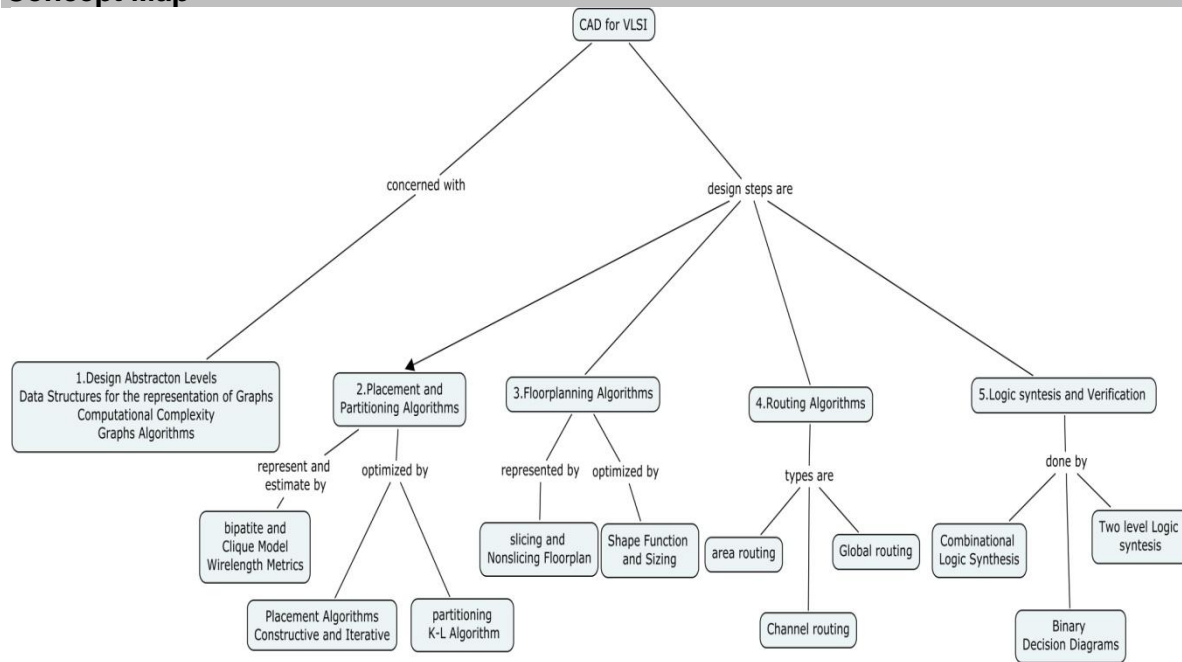 CAD for VLSI
concerned with
design steps are
1.Design Abstracton Levels
Data Structures for the representation of Graphs
Computational Complexity
Graphs Algorithms
2.Placement and
Partitioning Algorithms
3.Floorplanning Algorithms
4.Routing Algorithms
5.Logic syntesis and Verification
represent and
estimate by
optimized by
represented by
optimized by
types are
done by
bipatite and
Clique Model
Wirelength Metrics
slicing and
Nonslicing Floorplan
Shape Function
and Sizing
area routing
Global routing
Combinational
Logic Synthesis
Two level Logic
syntesis
Placement Algorithms
Constructive and Iterative
partitioning
K-L Algorithm
Channel routing
Binary
Decision Diagrams